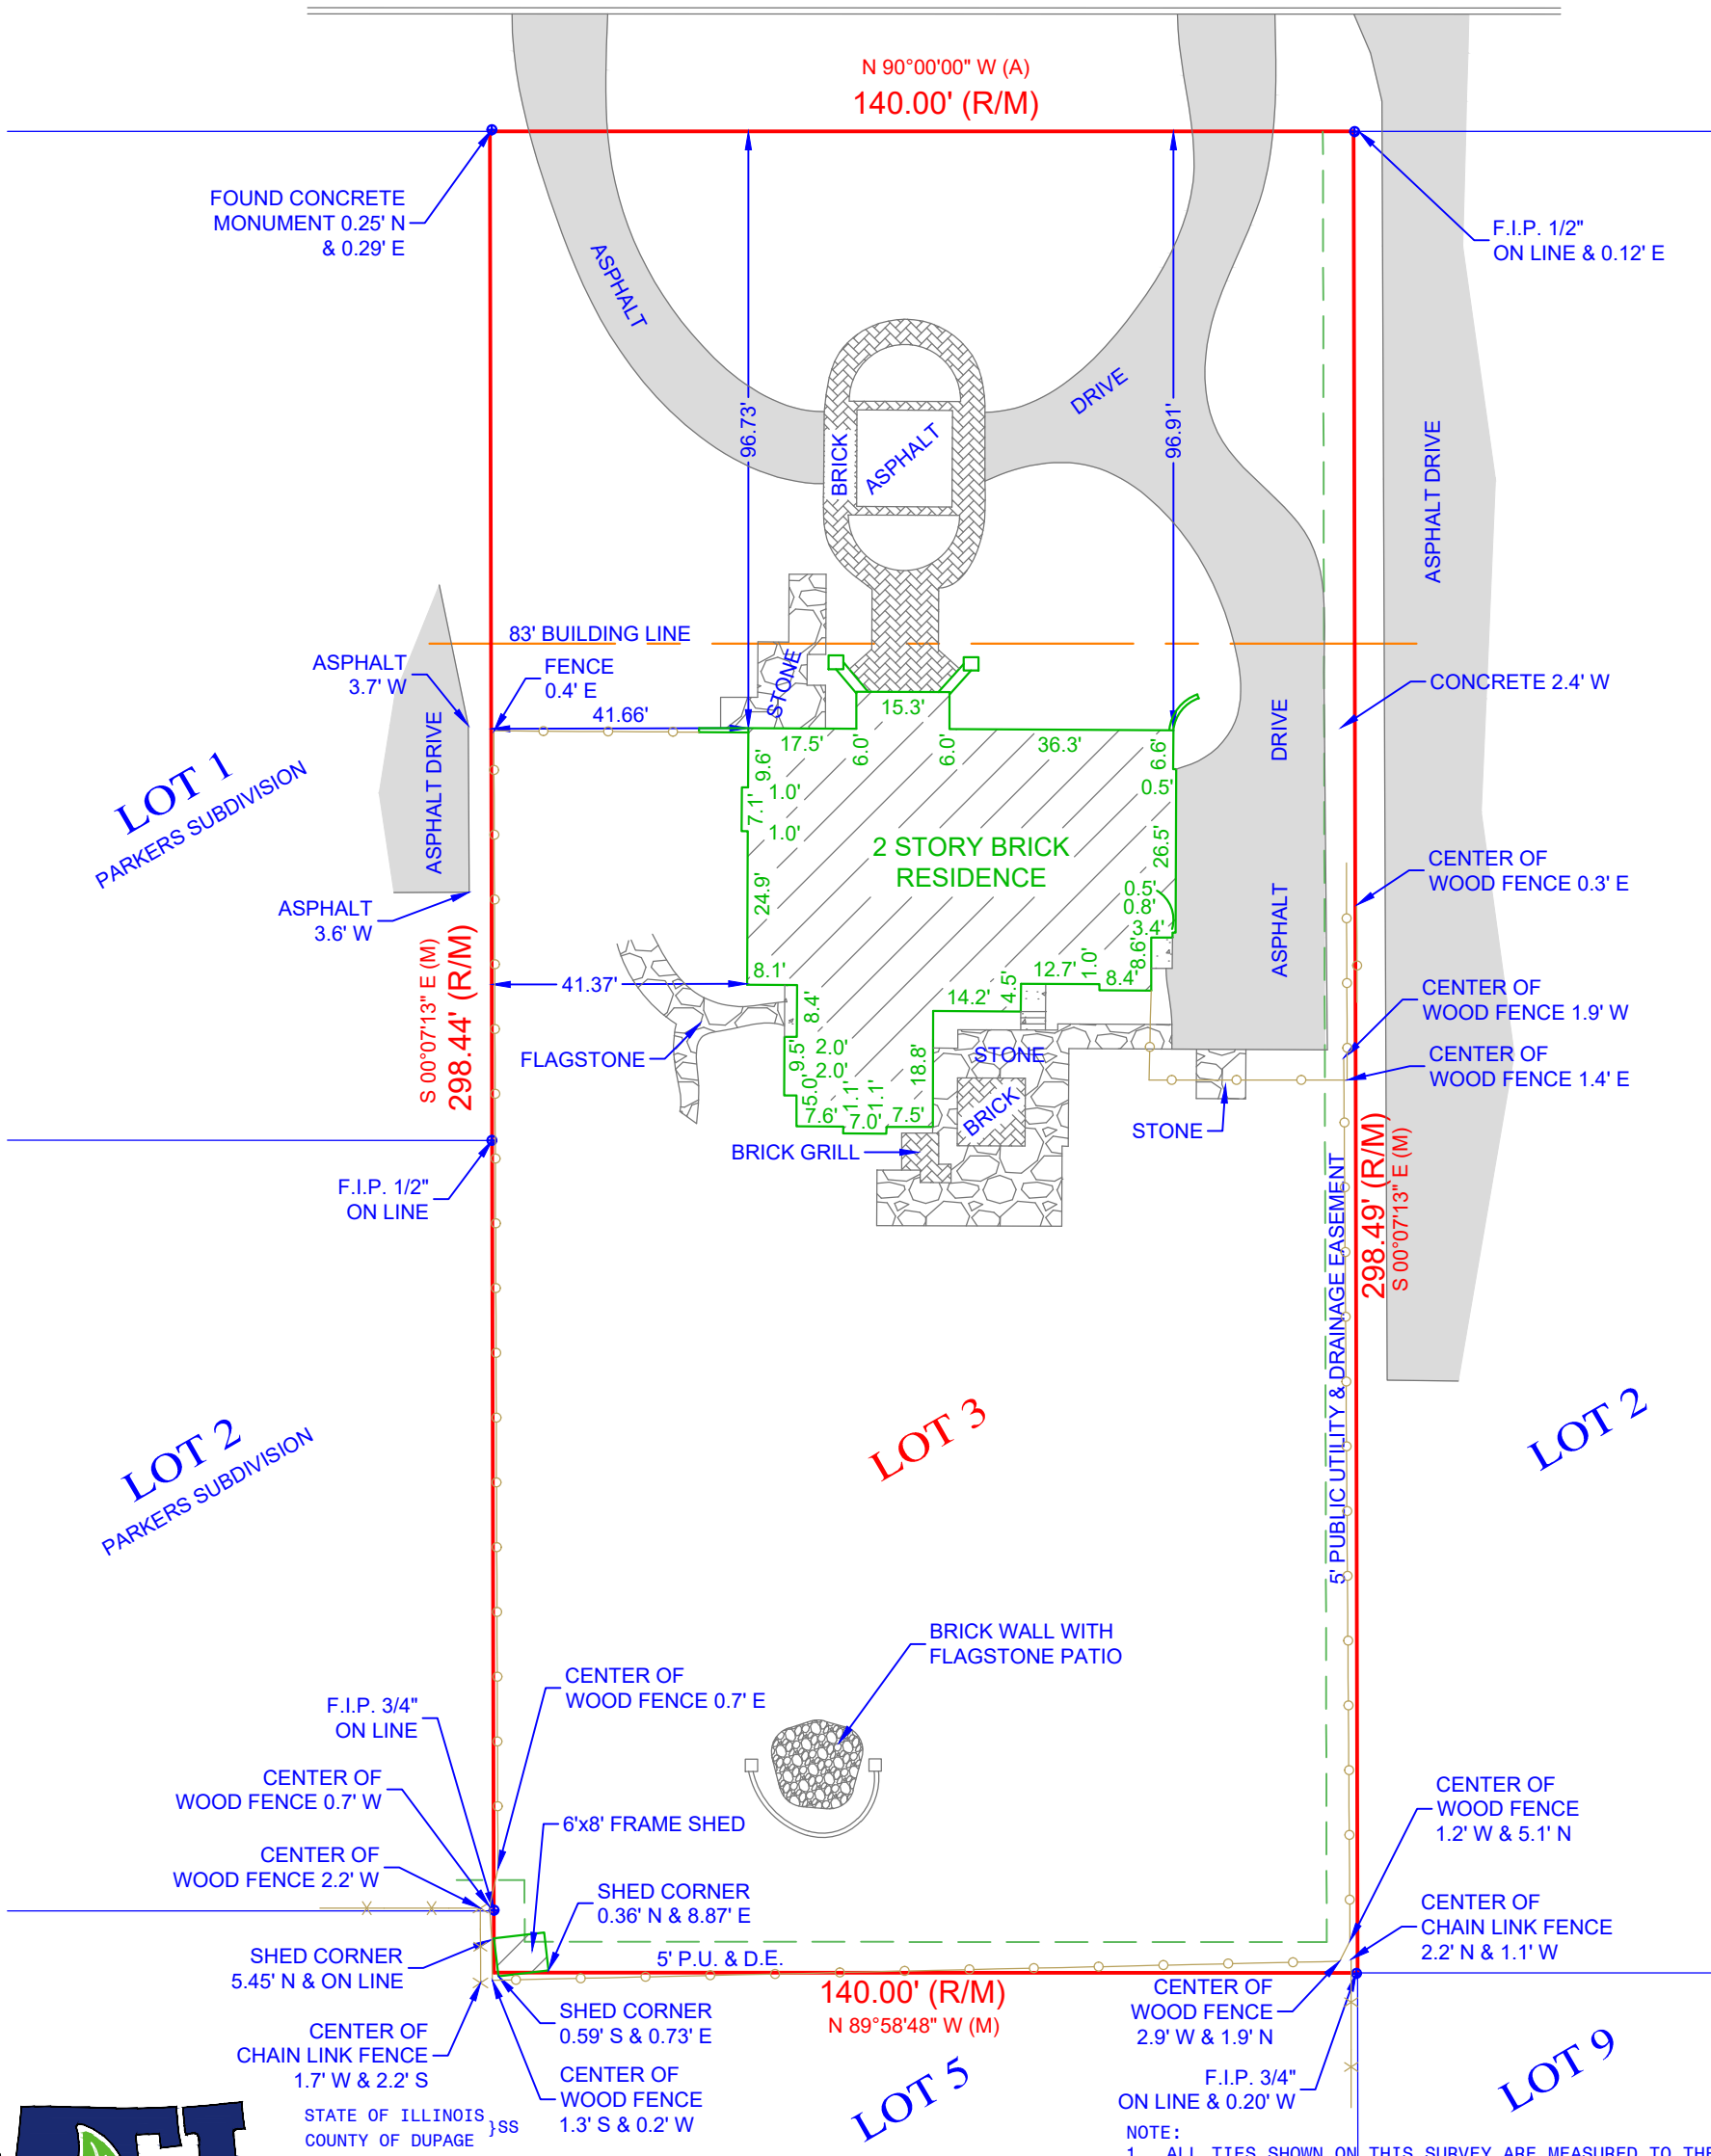 N 90°00'00" W (A)
140.00' (R/M)
FOUND CONCRETE
MONUMENT 0.25' N
& 0.29' E
F.I.P. 1/2"
ON LINE & 0.12' E
ASPHALT
DRIVE
96.73'
96.91'
BRICK
ASPHALT
ASPHALT DRIVE
83' BUILDING LINE
ASPHALT
3.7' W
FENCE
0.4' E
41.66'
STONE
CONCRETE 2.4' W
15.3'
17.5'
6.0'
6.0'
36.3'
6.6'
9.6'
1.0'
7.1'
1.0'
0.5'
ASPHALT DRIVE
DRIVE
LOT 1
PARKERS SUBDIVISION
2 STORY BRICK
RESIDENCE
26.5'
24.9'
0.5'
0.8'
3.4'
CENTER OF
WOOD FENCE 0.3' E
ASPHALT
3.6' W
ASPHALT
8.6'
8.1'
12.7'
1.0'
8.4'
4.5'
14.2'
41.37'
8.4'
S 00°07'13" E (M)
298.44' (R/M)
CENTER OF
WOOD FENCE 1.9' W
FLAGSTONE
9.5'
2.0'
2.0'
18.8'
STONE
CENTER OF
WOOD FENCE 1.4' E
5.0'
1.1'
1.1'
7.6'
7.0'
7.5'
BRICK
BRICK GRILL
STONE
F.I.P. 1/2"
ON LINE
5' PUBLIC UTILITY & DRAINAGE EASEMENT
298.49' (R/M)
S 00°07'13" E (M)
LOT 2
PARKERS SUBDIVISION
LOT 3
LOT 2
BRICK WALL WITH
FLAGSTONE PATIO
CENTER OF
WOOD FENCE 0.7' E
F.I.P. 3/4"
ON LINE
CENTER OF
WOOD FENCE 0.7' W
6'x8' FRAME SHED
CENTER OF
WOOD FENCE
1.2' W & 5.1' N
CENTER OF
WOOD FENCE 2.2' W
SHED CORNER
0.36' N & 8.87' E
CENTER OF
CHAIN LINK FENCE
2.2' N & 1.1' W
SHED CORNER
5.45' N & ON LINE
5' P.U. & D.E.
140.00' (R/M)
N 89°58'48" W (M)
SHED CORNER
0.59' S & 0.73' E
CENTER OF
WOOD FENCE
2.9' W & 1.9' N
CENTER OF
CHAIN LINK FENCE
1.7' W & 2.2' S
CENTER OF
WOOD FENCE
1.3' S & 0.2' W
LOT 5
F.I.P. 3/4"
ON LINE & 0.20' W
LOT 9
STATE OF ILLINOIS
}SS
COUNTY OF DUPAGE
NOTE:
1. ALL TIES SHOWN ON THIS SURVEY ARE MEASURED TO THE